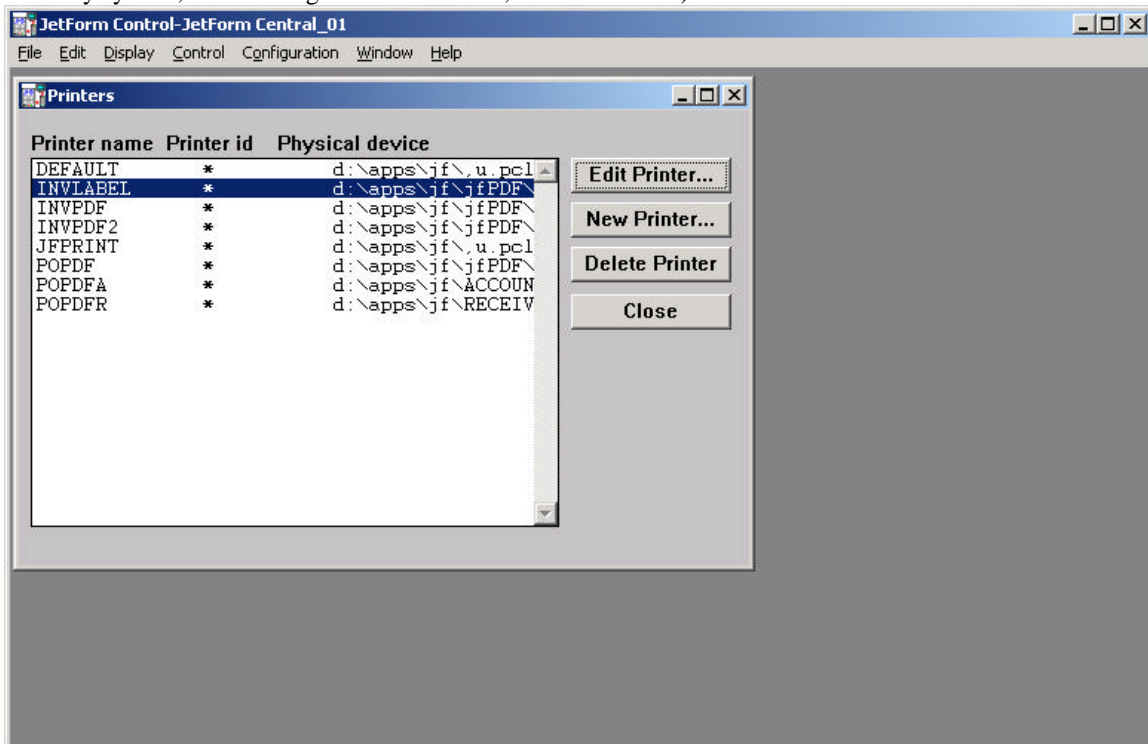 JetForm Control-JetForm Central_01
File Edit Display Control Configuration Window Help
Printers
Printer name Printer id Physical device
DEFAULT * d:\apps\jf\,u.pcl
INVLABEL * d:\apps\jf\jfPDF\
INVPDF * d:\apps\jf\jfPDF\
INVPDF2 * d:\apps\jf\jfPDF\
JFPRINT * d:\apps\jf\,u.pcl
POPDF * d:\apps\jf\jfPDF\
POPDFA * d:\apps\jf\ACCOUN
POPDFR * d:\apps\jf\RECEIV
Edit Printer...
New Printer...
Delete Printer
Close